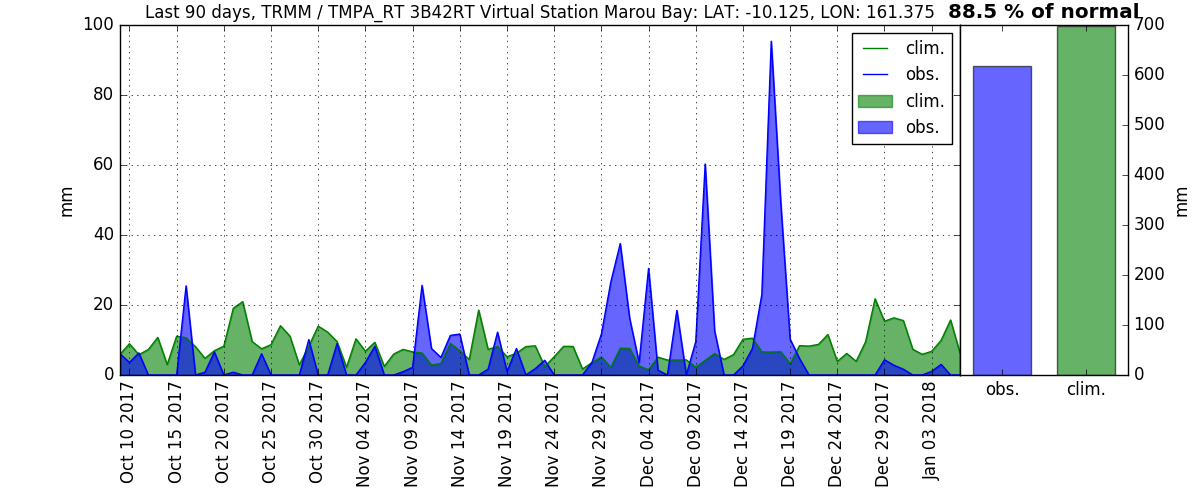 Last 90 days, TRMM / TMPA_RT 3B42RT Virtual Station Marou Bay: LAT: -10.125, LON: 161.375 88.5 % of normal
100
80
60
40
20
0
mm
clim.
obs.
clim.
obs.
700
600
500
400
300
200
100
0
mm
Oct 10 2017
Oct 15 2017
Oct 20 2017
Oct 25 2017
Oct 30 2017
Nov 04 2017
Nov 09 2017
Nov 14 2017
Nov 19 2017
Nov 24 2017
Nov 29 2017
Dec 04 2017
Dec 09 2017
Dec 14 2017
Dec 19 2017
Dec 24 2017
Dec 29 2017
Jan 03 2018
obs.
clim.